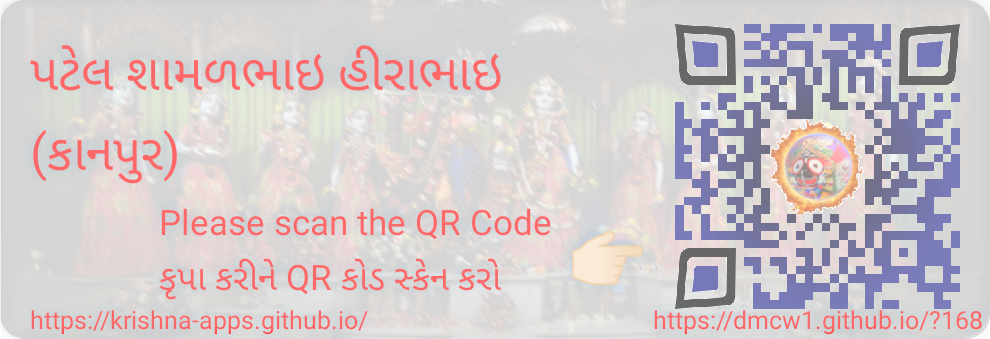 પટેલ શામળભાઇ હીરાભાઇ
(કાનપુર)
Please scan the QR Code
કૃપા કરીને QR કોડ સ્કેન કરો
https://krishna-apps.github.io/
https://dmcw1.github.io/?168